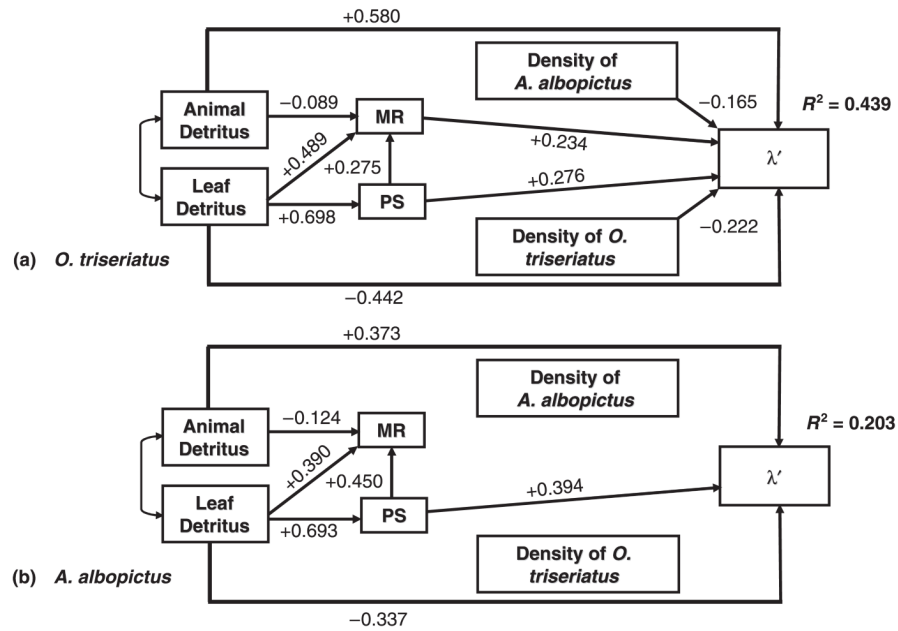 +0.580
Density of
A. albopictus
−0.165
R² = 0.439
Animal
Detritus
−0.089
MR
+0.234
λ′
+0.489
+0.275
+0.276
Leaf
Detritus
+0.698
PS
Density of O.
triseriatus
−0.222
(a) O. triseriatus
−0.442
+0.373
Density of
A. albopictus
R² = 0.203
Animal
Detritus
−0.124
MR
λ′
+0.390
+0.450
+0.394
Leaf
Detritus
+0.693
PS
Density of O.
triseriatus
(b) A. albopictus
−0.337